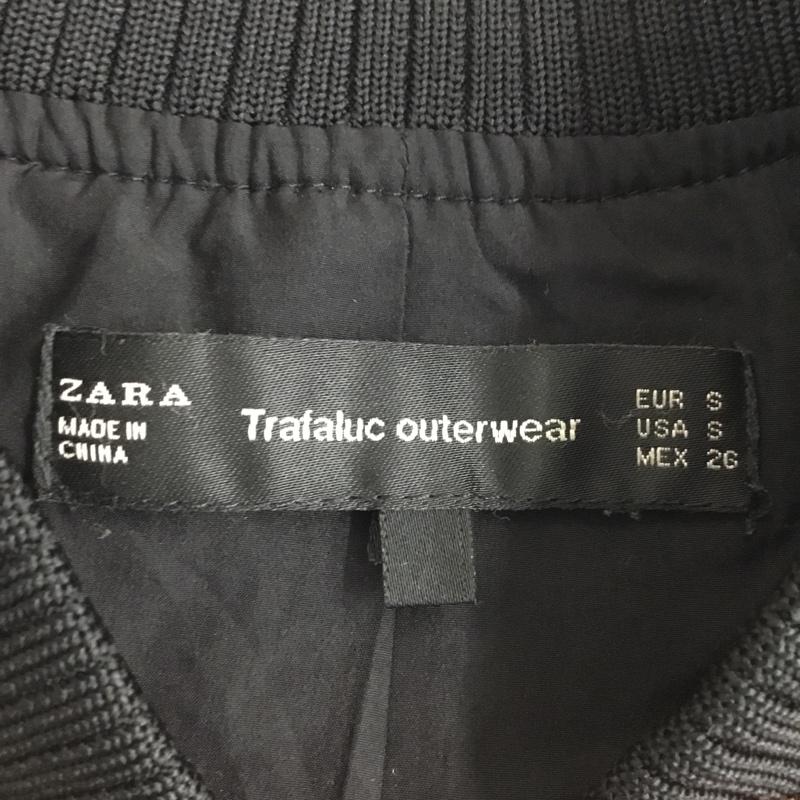 ZARA
MADE IN
CHINA
Trafaluc outerwear
EUR S
USA S
MEX 26